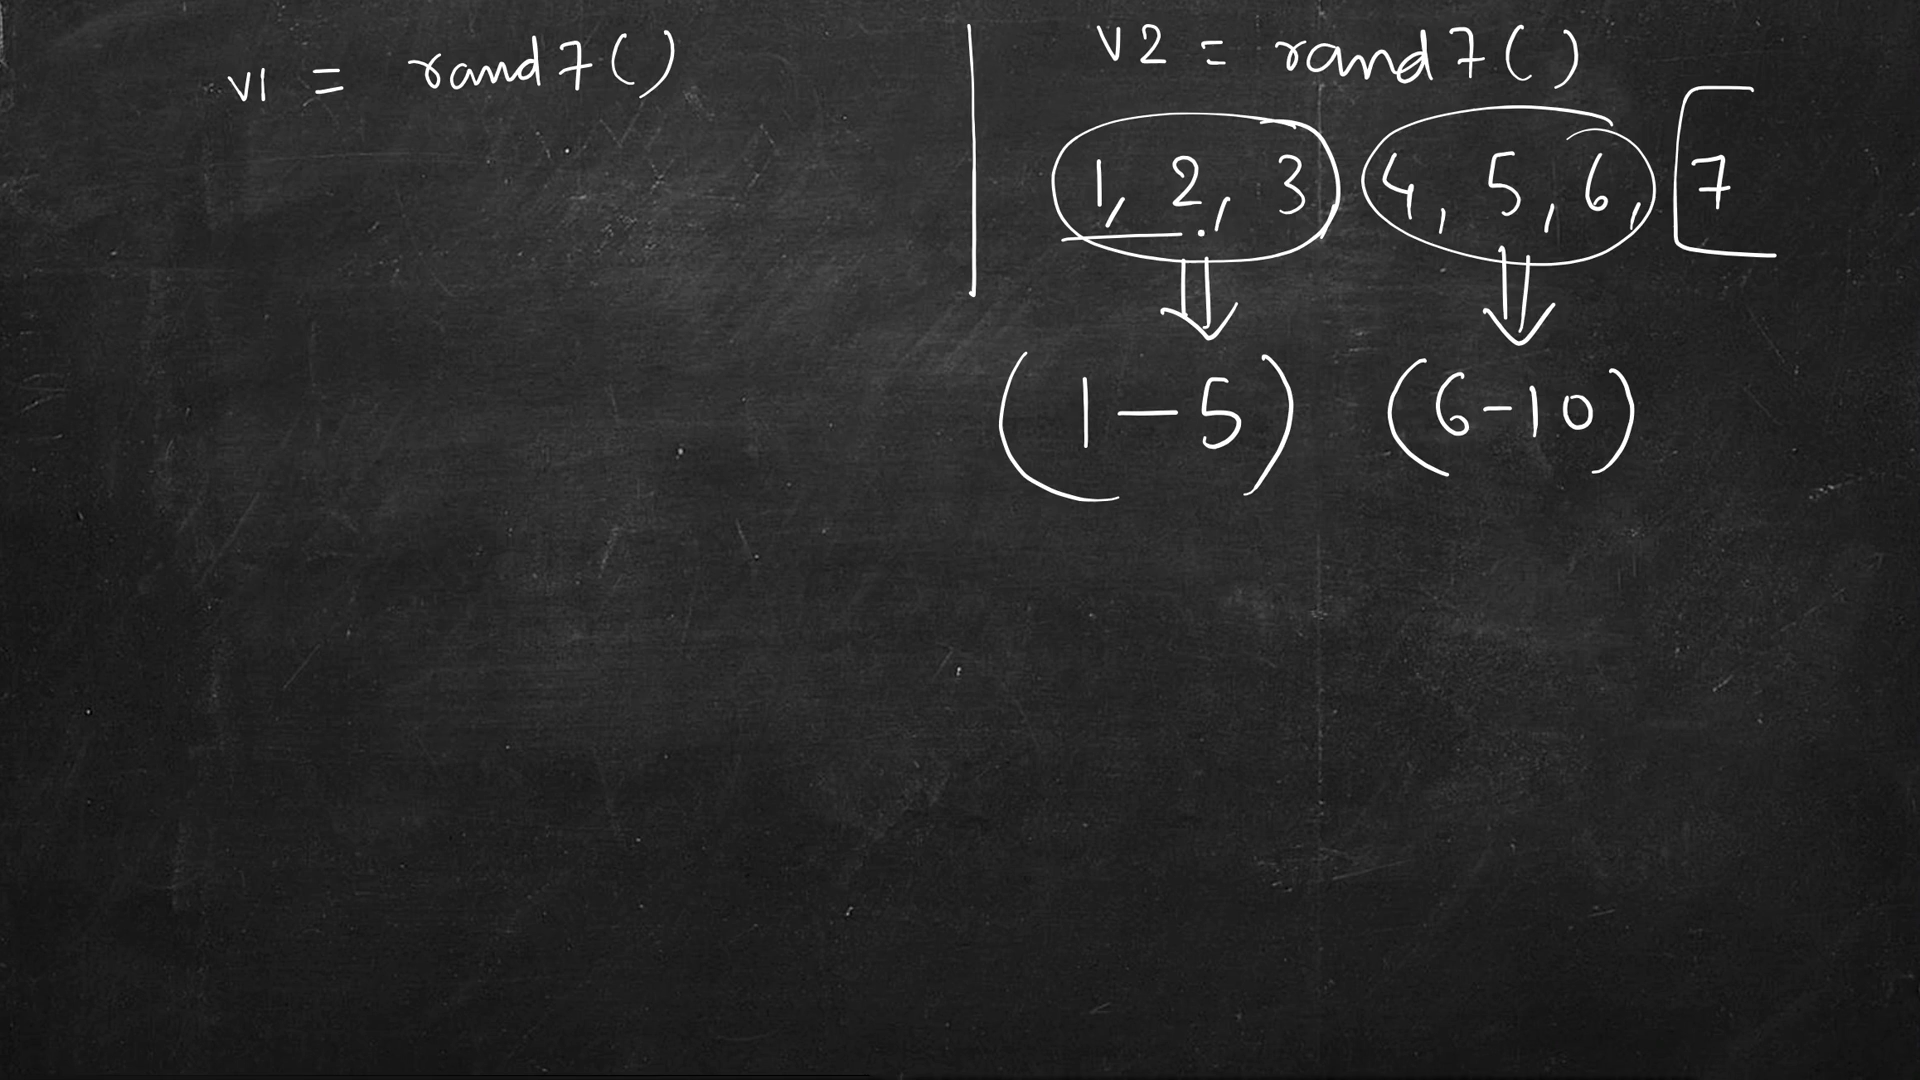 v1 = rand7()
v2 = rand7()
1, 2, 3 4, 5, 6, 7
(1-5) (6-10)